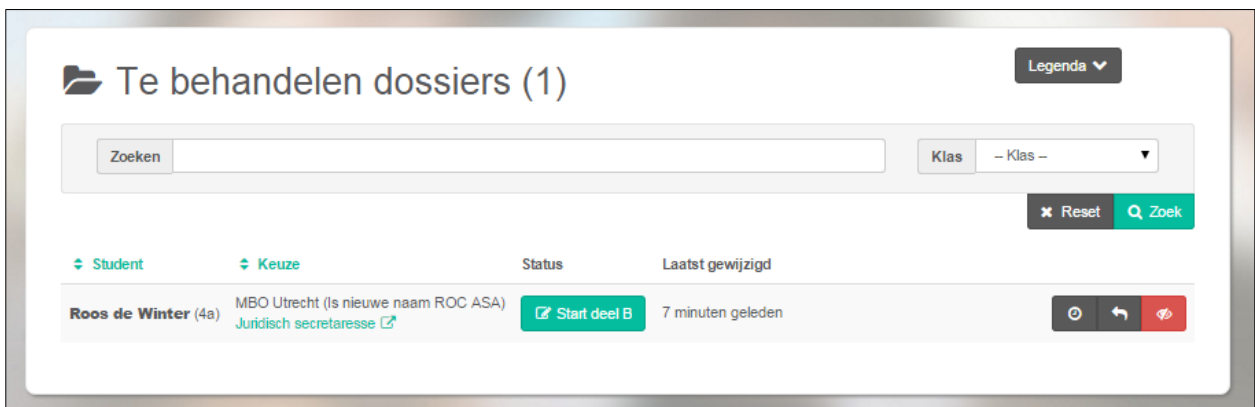 Te behandelen dossiers (1)
Legenda
Zoeken
Klas
-- Klas --
Reset
Zoek
Student
Keuze
Status
Laatst gewijzigd
Roos de Winter (4a)
MBO Utrecht (Is nieuwe naam ROC ASA)
Juridisch secretaresse
Start deel B
7 minuten geleden